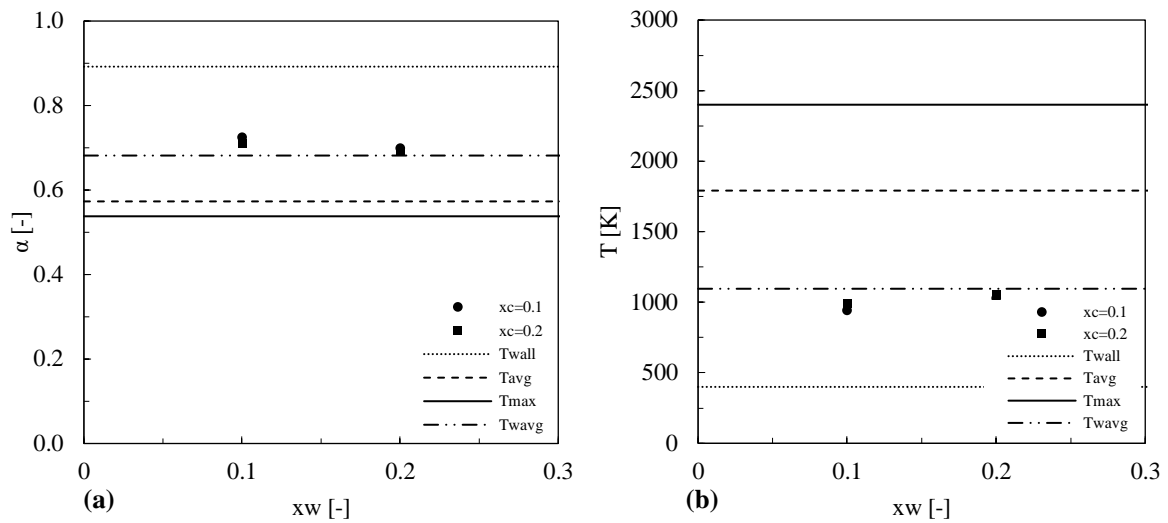 1.0
0.8
0.6
0.4
0.2
0.0
α [-]
xc=0.1
xc=0.2
Twall
Tavg
Tmax
Twavg
0 0.1 0.2 0.3
(a)
xw [-]
3000
2500
2000
1500
1000
500
0
T [K]
xc=0.1
xc=0.2
Twall
Tavg
Tmax
Twavg
0 0.1 0.2 0.3
(b)
xw [-]